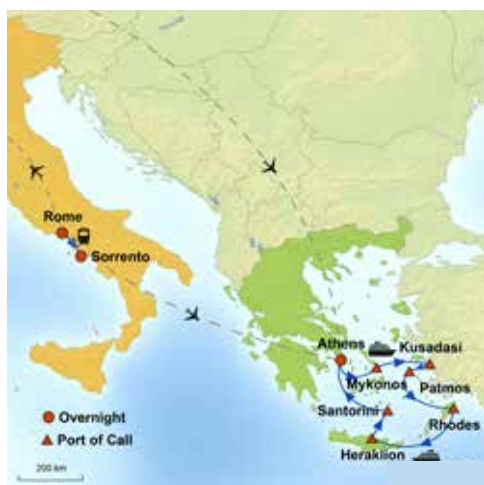 Rome
Sorrento
Athens
Kusadasi
Mykonos
Patmos
Santorini
Rhodes
Heraklion
Overnight
Port of Call
200 km